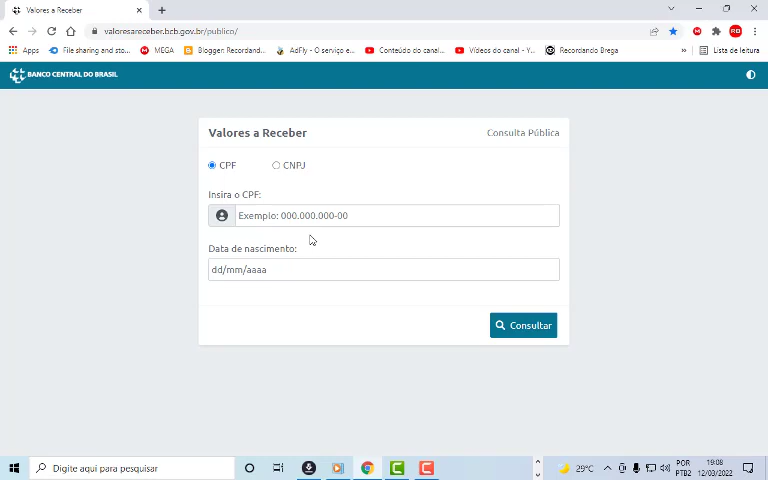 Valores a Receber
valoresareceber.bcb.gov.br/publico/
Apps
File sharing and sto...
MEGA
Blogger: Recordand...
AdFly - O serviço e...
Conteúdo do canal...
Vídeos do canal - Y...
Recordando Brega
»
Lista de leitura
BANCO CENTRAL DO BRASIL
Valores a Receber
Consulta Pública
CPF
CNPJ
Insira o CPF:
Exemplo: 000.000.000-00
Data de nascimento:
dd/mm/aaaa
Consultar
Digite aqui para pesquisar
29°C
POR
PTB2
19:08
12/03/2022